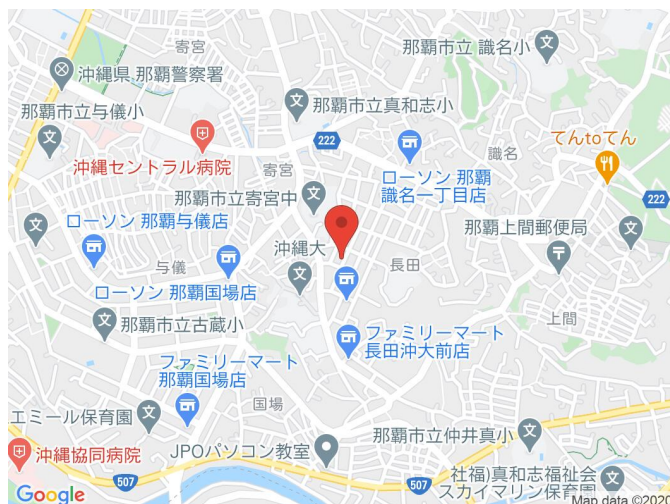 寄宮
那覇市立 識名小
沖縄県 那覇警察署
那覇市立真和志小
那覇市立与儀小
222
てんtoてん
沖縄セントラル病院
寄宮
識名
ローソン 那覇
識名一丁目店
222
那覇市立寄宮中
ローソン 那覇与儀店
沖縄大
那覇上間郵便局
与儀
長田
ローソン 那覇国場店
那覇市立古蔵小
上間
ファミリーマート
長田沖大前店
ファミリーマート
那覇国場店
国場
エミール保育園
那覇市立仲井真小
沖縄協同病院
JPOパソコン教室
507
507
社福)真和志福祉会
スカイマリン保育園
Google
Map data ©2020